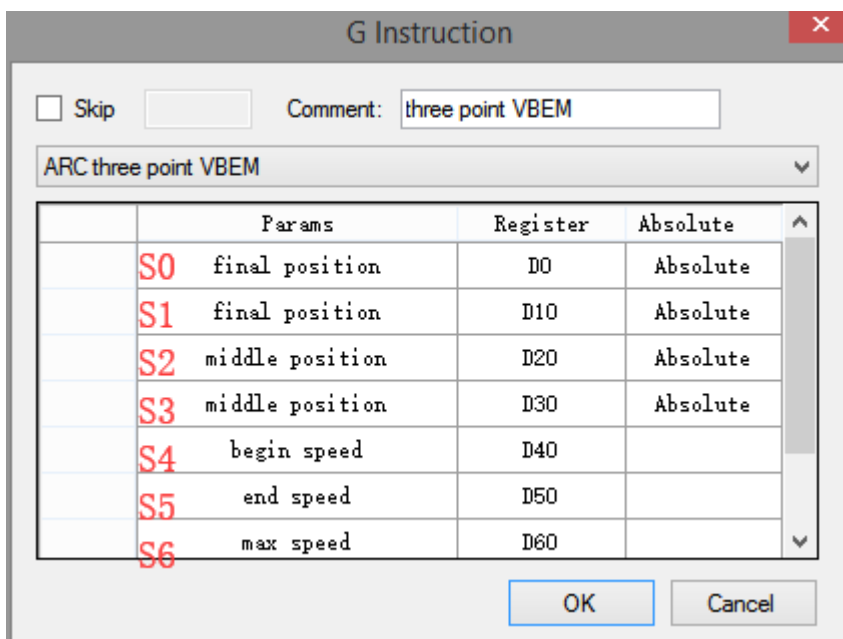 G Instruction
Skip Comment: three point VBEM
ARC three point VBEM
Params Register Absolute
S0 final position D0 Absolute
S1 final position D10 Absolute
S2 middle position D20 Absolute
S3 middle position D30 Absolute
S4 begin speed D40
S5 end speed D50
S6 max speed D60
OK Cancel